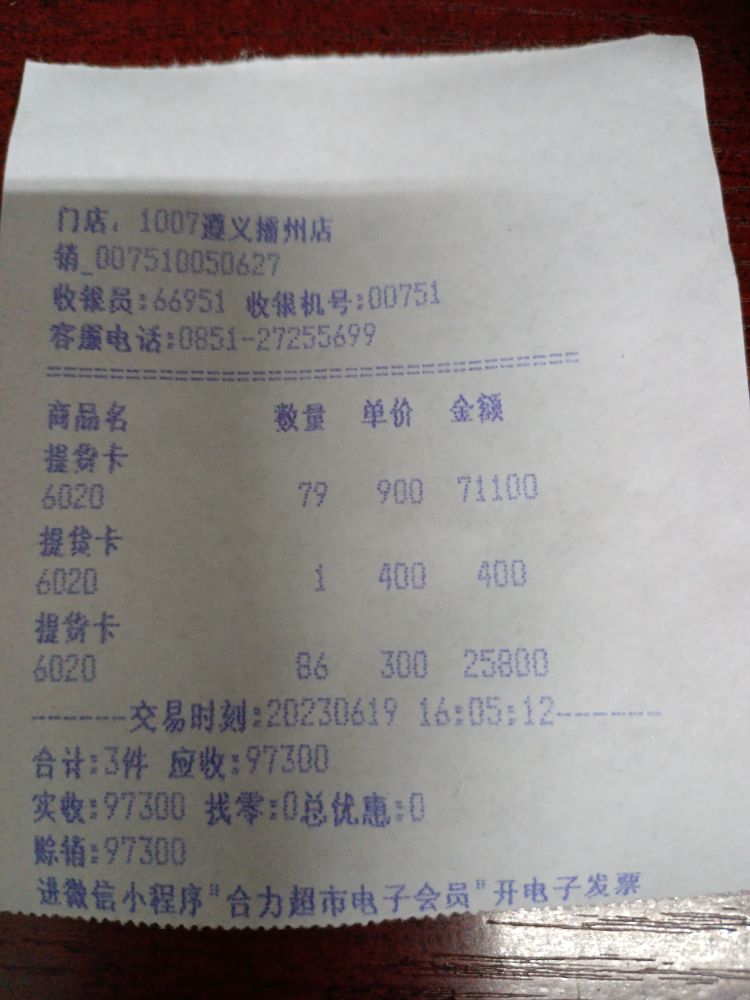 门店：1007遵义播州店
销_007510050627
收银员:66951 收银机号:00751
客服电话:0851-27255699
==================================
商品名 数量 单价 金额
提货卡
6020 79 900 71100
提货卡
6020 1 400 400
提货卡
6020 86 300 25800
------交易时刻:20230619 16:05:12-------
合计:3件 应收:97300
实收:97300 找零:0总优惠:0
赊销:97300
进微信小程序"合力超市电子会员"开电子发票